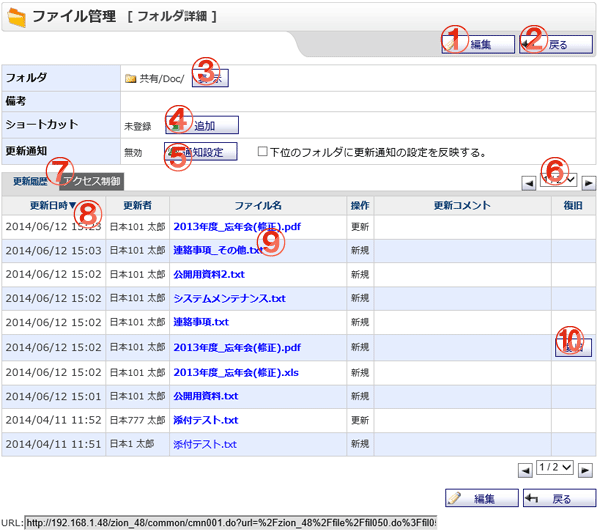 ファイル管理 [ フォルダ詳細 ]
① 編集 ② 戻る
フォルダ 共有/Doc/ ③ 示
備考
ショートカット 未登録 ④ 追加
更新通知 無効 ⑤ 通知設定 下位のフォルダに更新通知の設定を反映する。
更新履歴 ⑦ アクセス制御 ⑥ 1 / 2
更新日時▼ ⑧ 更新者 ファイル名 操作 更新コメント 復旧
2014/06/12 15:23 日本101 太郎 2013年度_忘年会(修正).pdf 更新
2014/06/12 15:03 日本101 太郎 連絡事項_その他.txt ⑨ 新規
2014/06/12 15:02 日本101 太郎 公開用資料2.txt 新規
2014/06/12 15:02 日本101 太郎 システムメンテナンス.txt 新規
2014/06/12 15:02 日本101 太郎 連絡事項.txt 新規
2014/06/12 15:02 日本101 太郎 2013年度_忘年会(修正).pdf 新規 ⑩
2014/06/12 15:02 日本101 太郎 2013年度_忘年会(修正).xls 新規
2014/06/12 15:01 日本101 太郎 公開用資料.txt 新規
2014/04/11 11:52 日本777 太郎 添付テスト.txt 更新
2014/04/11 11:51 日本1 太郎 添付テスト.txt 新規
1 / 2
編集 戻る
URL: http://192.168.1.48/zion_48/common/cmn001.do?url=%2Fzion_48%2Ffile%2Ffil050.do%3Ffil05